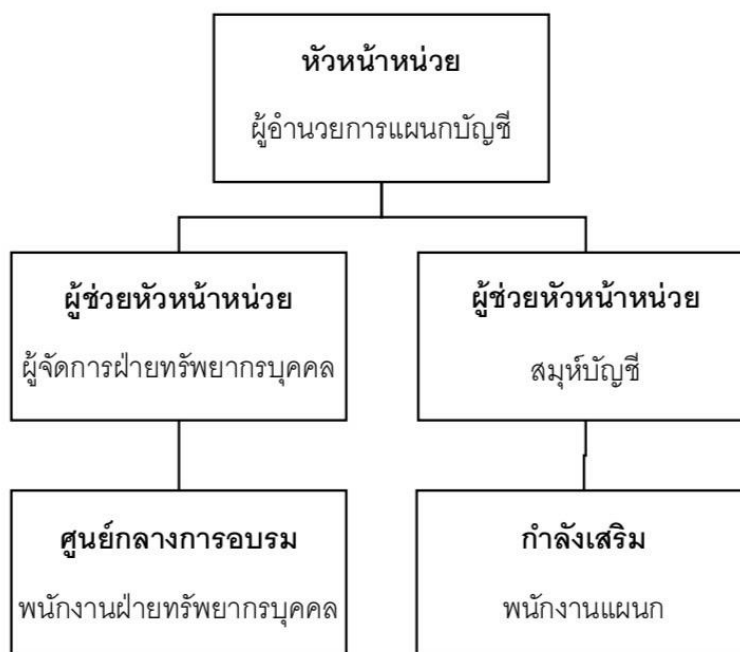 หัวหน้าหน่วย
ผู้อำนวยการแผนกบัญชี
ผู้ช่วยหัวหน้าหน่วย
ผู้จัดการฝ่ายทรัพยากรบุคคล
ผู้ช่วยหัวหน้าหน่วย
สมุห์บัญชี
ศูนย์กลางการอบรม
พนักงานฝ่ายทรัพยากรบุคคล
กำลังเสริม
พนักงานแผนก